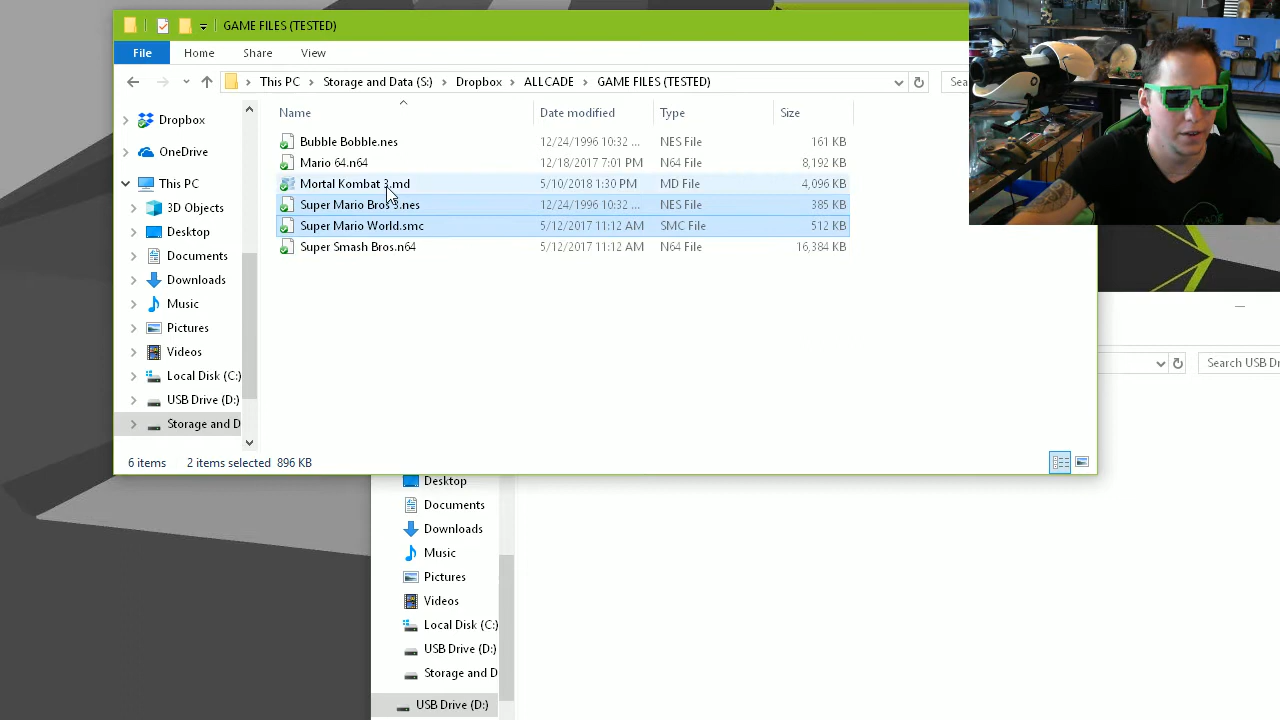 GAME FILES (TESTED)
File Home Share View
This PC > Storage and Data (S:) > Dropbox > ALLCADE > GAME FILES (TESTED)
Sea
Name Date modified Type Size
Bubble Bobble.nes 12/24/1996 10:32 ... NES File 161 KB
Mario 64.n64 12/18/2017 7:01 PM N64 File 8,192 KB
Mortal Kombat 3.md 5/10/2018 1:30 PM MD File 4,096 KB
Super Mario Bros 3.nes 12/24/1996 10:32 ... NES File 385 KB
Super Mario World.smc 5/12/2017 11:12 AM SMC File 512 KB
Super Smash Bros.n64 5/12/2017 11:12 AM N64 File 16,384 KB
Dropbox
OneDrive
This PC
3D Objects
Desktop
Documents
Downloads
Music
Pictures
Videos
Local Disk (C:)
USB Drive (D:)
Storage and D
6 items 2 items selected 896 KB
Search USB Dr
Desktop
Documents
Downloads
Music
Pictures
Videos
Local Disk (C:)
USB Drive (D:)
Storage and D
USB Drive (D:)